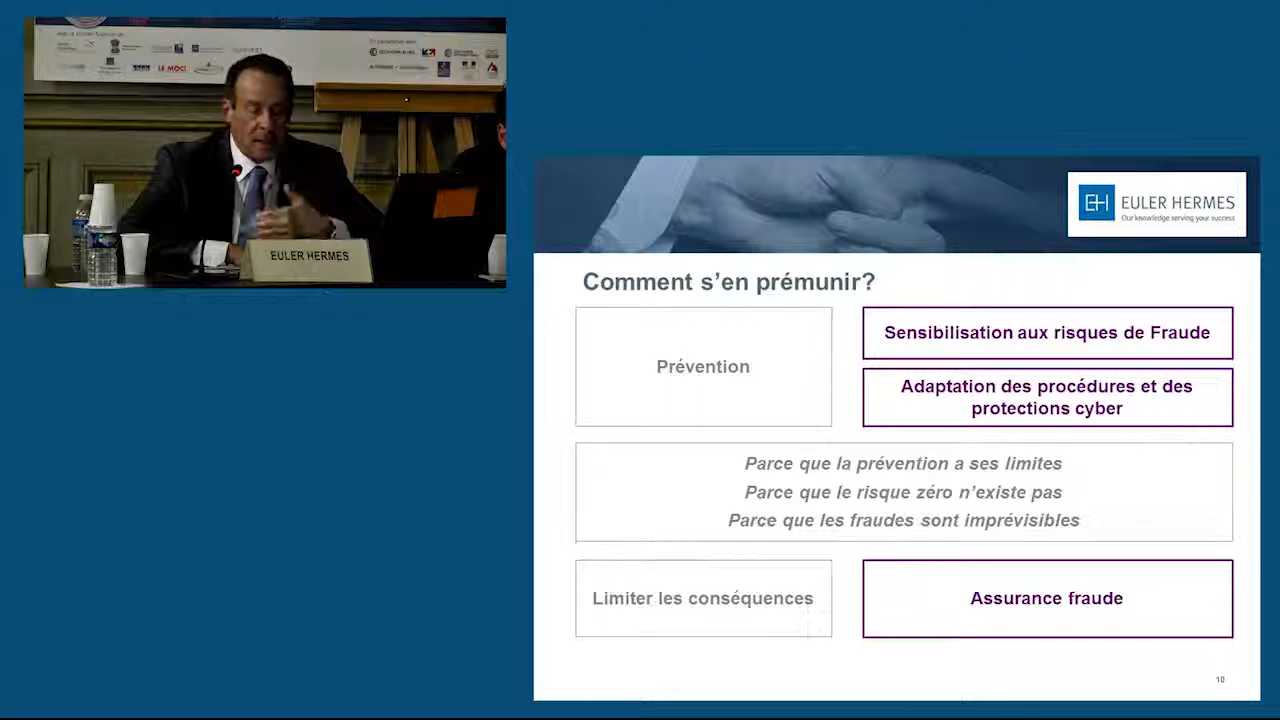 LE MOCI
EULER HERMES
EULER HERMES
Our knowledge serving your success
Comment s’en prémunir?
Prévention
Sensibilisation aux risques de Fraude
Adaptation des procédures et des
protections cyber
Parce que la prévention a ses limites
Parce que le risque zéro n’existe pas
Parce que les fraudes sont imprévisibles
Limiter les conséquences
Assurance fraude
10